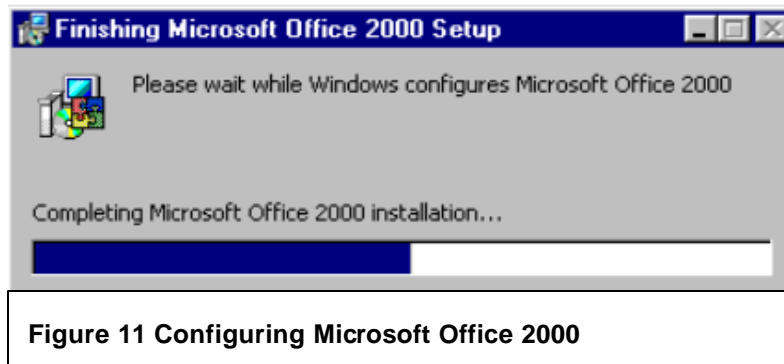 Finishing Microsoft Office 2000 Setup
Please wait while Windows configures Microsoft Office 2000
Completing Microsoft Office 2000 installation...
Figure 11 Configuring Microsoft Office 2000